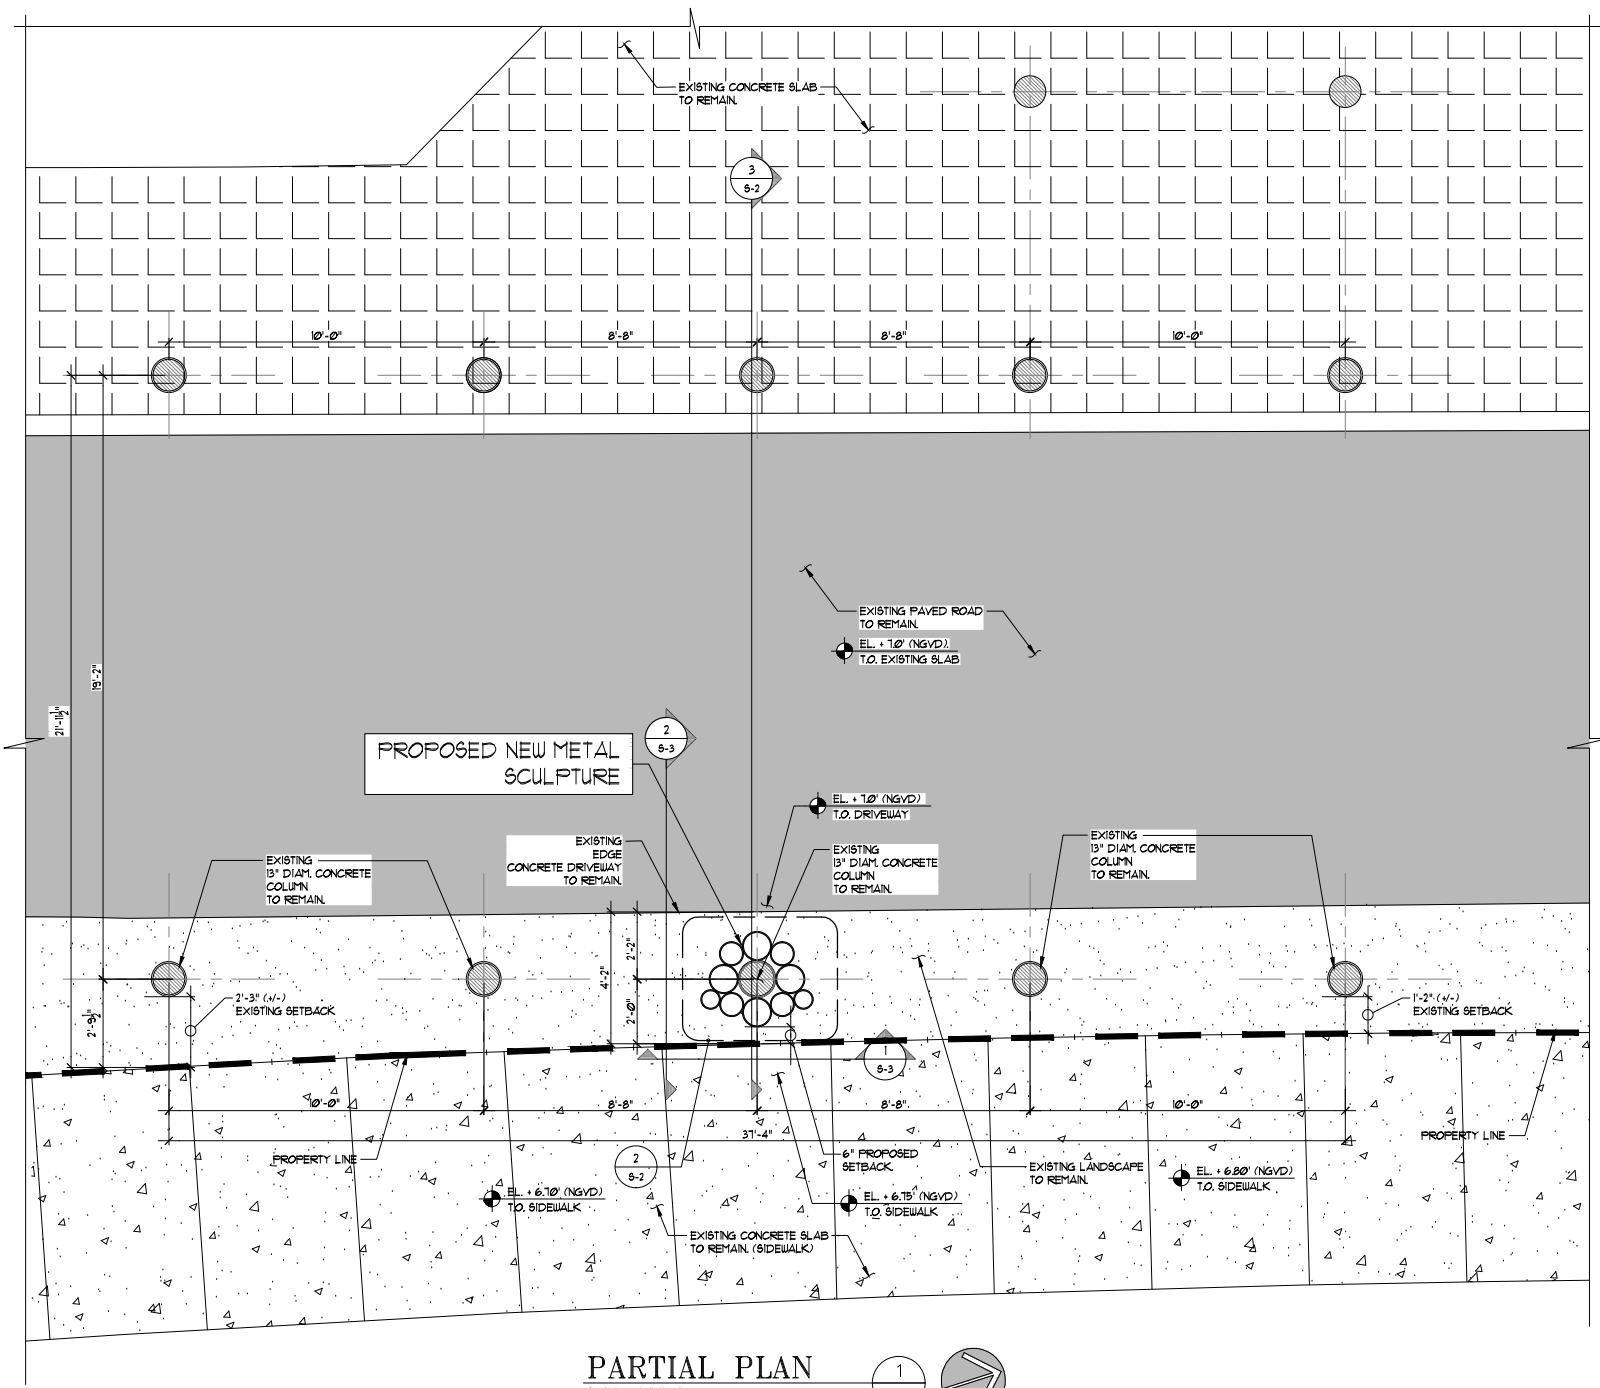 EXISTING CONCRETE SLAB
TO REMAIN.
3
S-2
10'-0"
8'-8"
8'-8"
10'-0"
EXISTING PAVED ROAD
TO REMAIN.
EL. + 7.0' (NGVD).
T.O. EXISTING SLAB
19'-2"
21'-11½"
2
S-3
PROPOSED NEW METAL
SCULPTURE
EL. + 7.0' (NGVD)
T.O. DRIVEWAY
EXISTING
EDGE
CONCRETE DRIVEWAY
TO REMAIN.
EXISTING
13" DIAM. CONCRETE
COLUMN
TO REMAIN.
EXISTING
13" DIAM. CONCRETE
COLUMN
TO REMAIN.
EXISTING
13" DIAM. CONCRETE
COLUMN
TO REMAIN.
2'-2"
4'-2"
2'-0"
2'-9½"
2'-3" (+/-)
EXISTING SETBACK
1'-2" (+/-)
EXISTING SETBACK
1
S-3
10'-0"
8'-8"
8'-8"
10'-0"
37'-4"
PROPERTY LINE
PROPERTY LINE
2
S-2
6" PROPOSED
SETBACK.
EXISTING LANDSCAPE
TO REMAIN.
EL. + 6.70' (NGVD)
T.O. SIDEWALK
EL. + 6.75' (NGVD)
T.O. SIDEWALK
EL. + 6.80' (NGVD)
T.O. SIDEWALK
EXISTING CONCRETE SLAB
TO REMAIN. (SIDEWALK)
PARTIAL PLAN
1